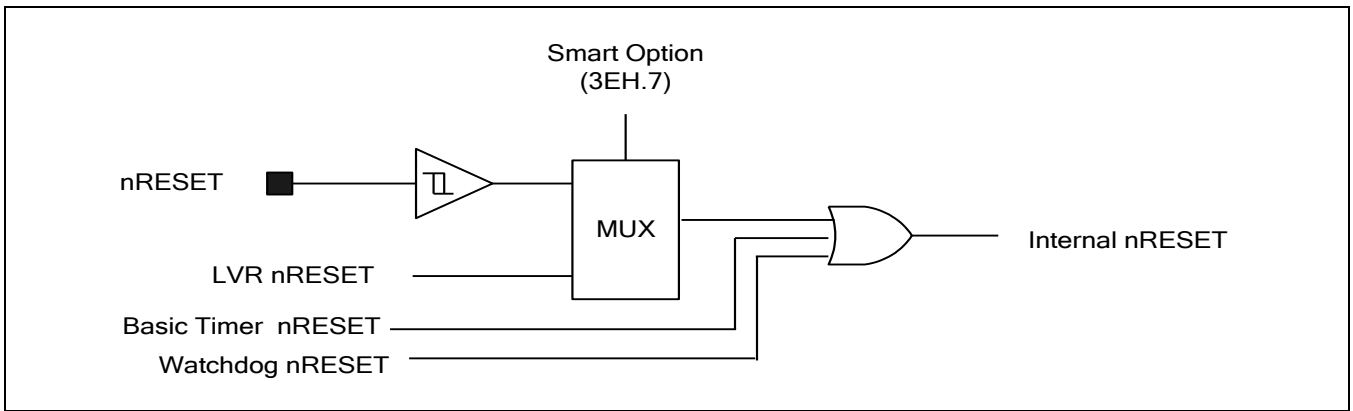 Smart Option
(3EH.7)
nRESET
MUX
Internal nRESET
LVR nRESET
Basic Timer nRESET
Watchdog nRESET